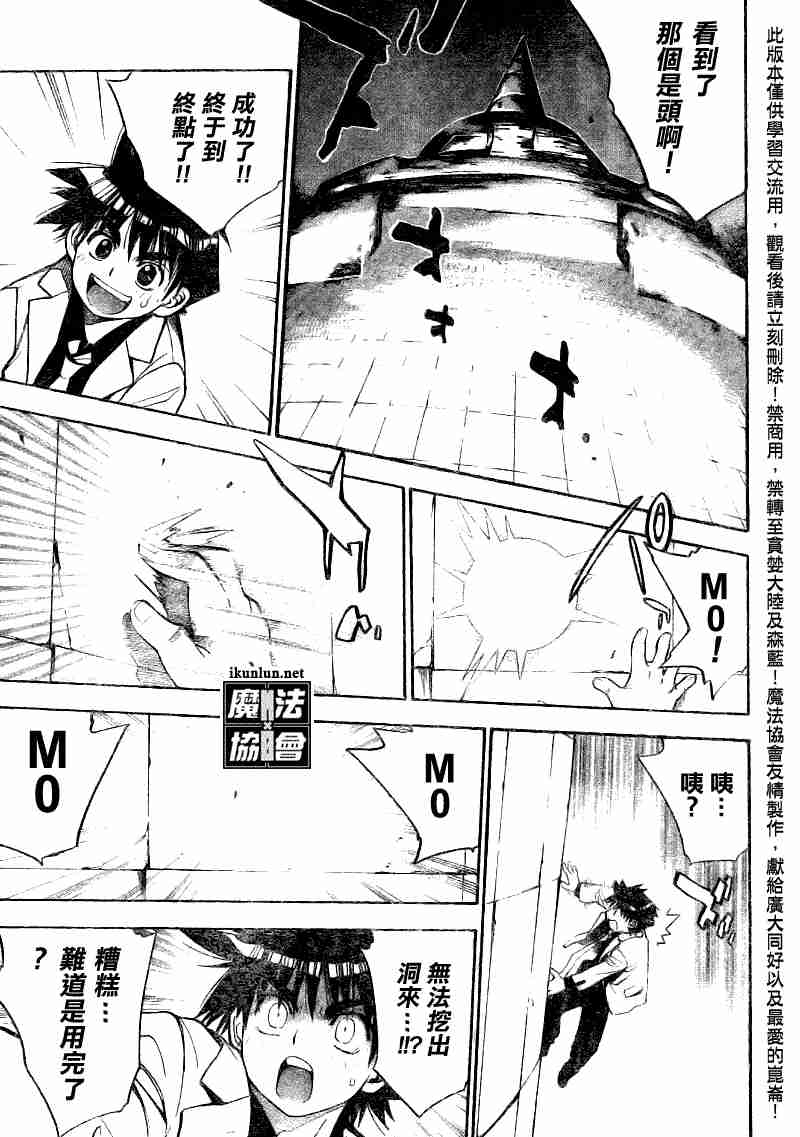 看到了
那個是頭啊！
成功了!!
終于到
終點了!!
M0！
ikunlun.net
魔法
協會
M×0
咦…
咦？
M0
M0
無法挖出
洞來…!!?
糟糕…
難道是用完了
？
此版本僅供學習交流用，觀看後請立刻刪除！禁商用，禁轉至貪婪大陸及森藍！魔法協會友情製作，獻給廣大同好以及最愛的崑崙！